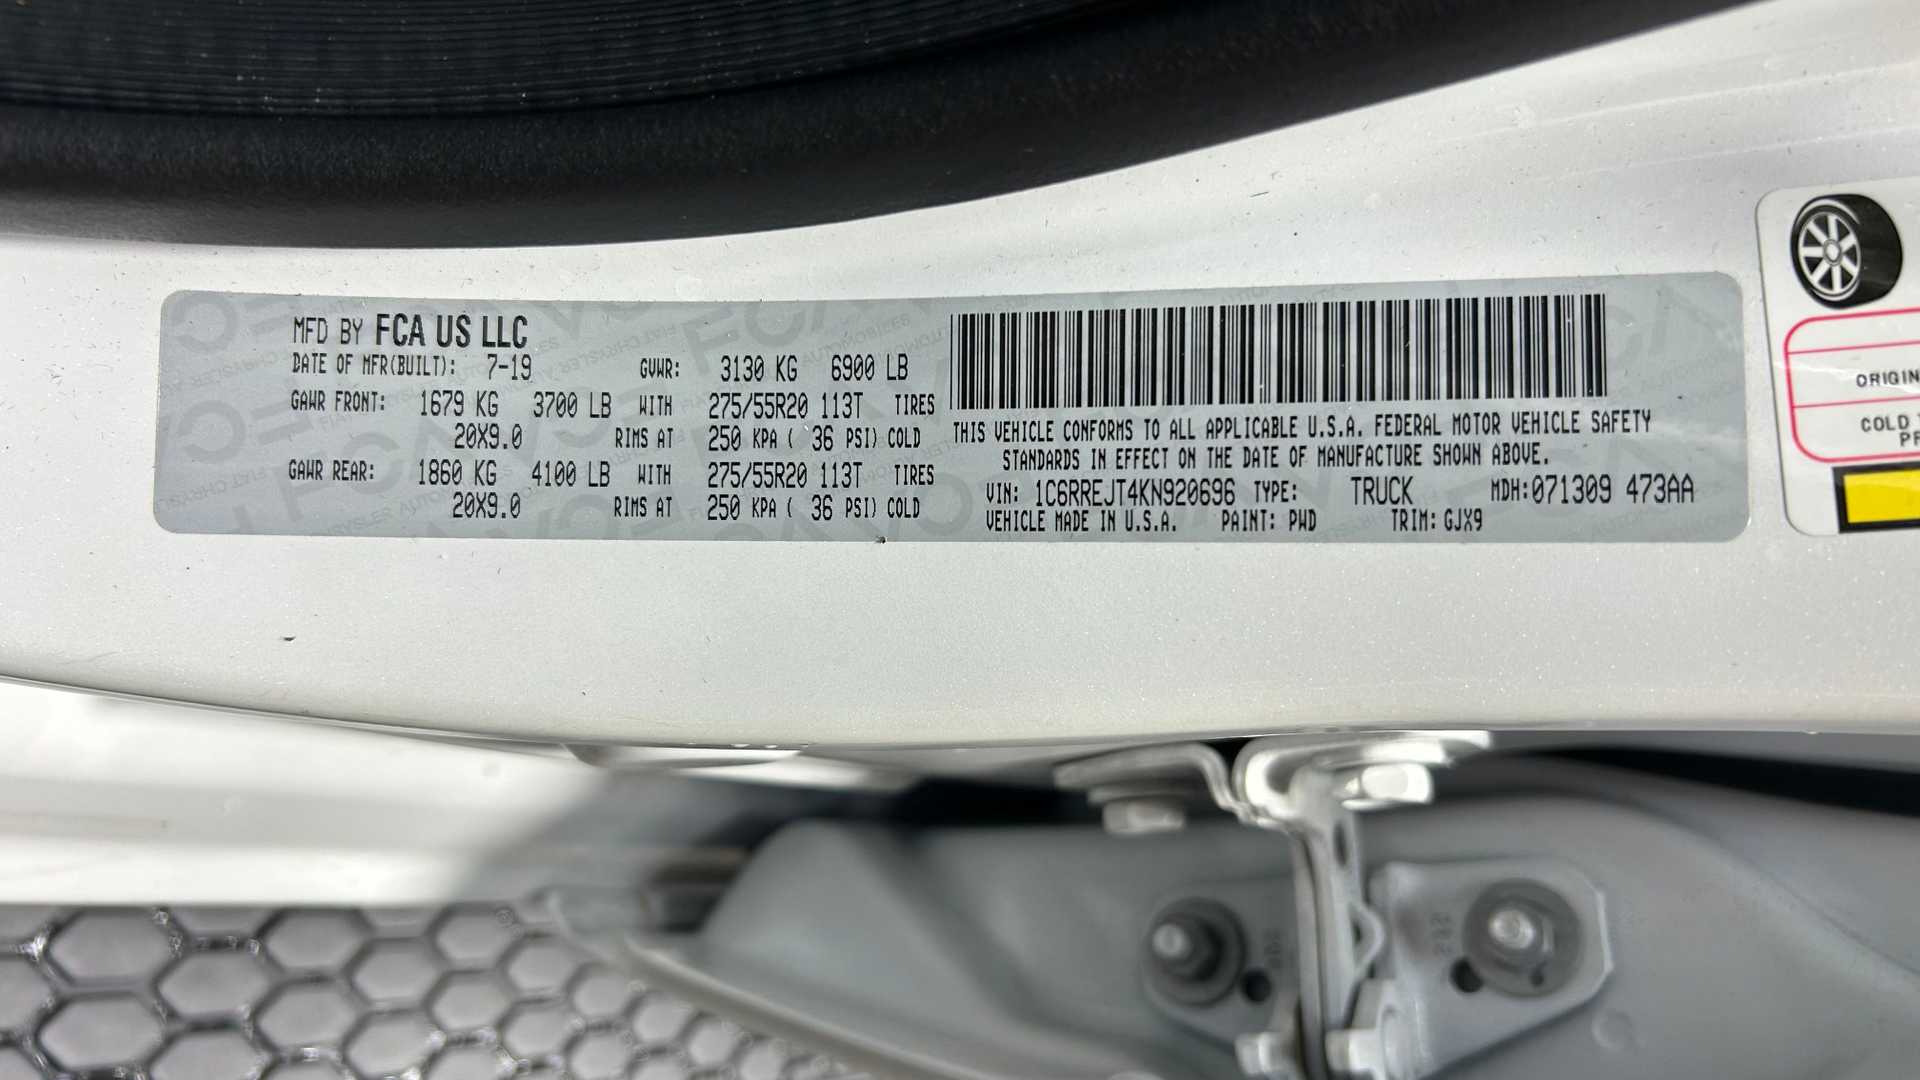 MFD BY FCA US LLC
DATE OF MFR(BUILT): 7-19 GVWR: 3130 KG 6900 LB
GAWR FRONT: 1679 KG 3700 LB WITH 275/55R20 113T TIRES
20X9.0 RIMS AT 250 KPA ( 36 PSI) COLD
GAWR REAR: 1860 KG 4100 LB WITH 275/55R20 113T TIRES
20X9.0 RIMS AT 250 KPA ( 36 PSI) COLD
THIS VEHICLE CONFORMS TO ALL APPLICABLE U.S.A. FEDERAL MOTOR VEHICLE SAFETY
STANDARDS IN EFFECT ON THE DATE OF MANUFACTURE SHOWN ABOVE.
VIN: 1C6RREJT4KN920696 TYPE: TRUCK MDH:071309 473AA
VEHICLE MADE IN U.S.A. PAINT: PWD TRIM: GJX9
ORIGIN
COLD